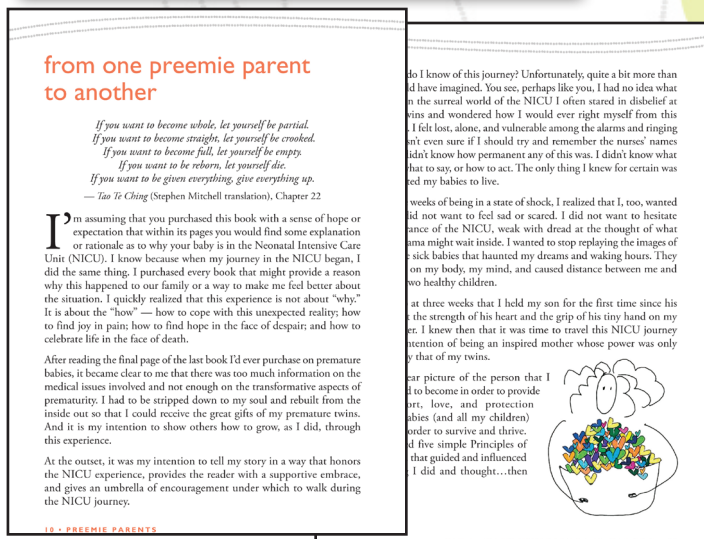 from one preemie parent
to another
If you want to become whole, let yourself be partial.
If you want to become straight, let yourself be crooked.
If you want to become full, let yourself be empty.
If you want to be reborn, let yourself die.
If you want to be given everything, give everything up.
— Tao Te Ching (Stephen Mitchell translation), Chapter 22
I’m assuming that you purchased this book with a sense of hope or
expectation that within its pages you would find some explanation
or rationale as to why your baby is in the Neonatal Intensive Care
Unit (NICU). I know because when my journey in the NICU began, I
did the same thing. I purchased every book that might provide a reason
why this happened to our family or a way to make me feel better about
the situation. I quickly realized that this experience is not about “why.”
It is about the “how” — how to cope with this unexpected reality; how
to find joy in pain; how to find hope in the face of despair; and how to
celebrate life in the face of death.
After reading the final page of the last book I’d ever purchase on premature
babies, it became clear to me that there was too much information on the
medical issues involved and not enough on the transformative aspects of
prematurity. I had to be stripped down to my soul and rebuilt from the
inside out so that I could receive the great gifts of my premature twins.
And it is my intention to show others how to grow, as I did, through
this experience.
At the outset, it was my intention to tell my story in a way that honors
the NICU experience, provides the reader with a supportive embrace,
and gives an umbrella of encouragement under which to walk during
the NICU journey.
10 • PREEMIE PARENTS
do I know of this journey? Unfortunately, quite a bit more than
have imagined. You see, perhaps like you, I had no idea what
the surreal world of the NICU I often stared in disbelief at
and wondered how I would ever right myself from this
I felt lost, alone, and vulnerable among the alarms and ringing
even sure if I should try and remember the nurses’ names
know how permanent any of this was. I didn’t know what
to say, or how to act. The only thing I knew for certain was
my babies to live.
weeks of being in a state of shock, I realized that I, too, wanted
not want to feel sad or scared. I did not want to hesitate
of the NICU, weak with dread at the thought of what
might wait inside. I wanted to stop replaying the images of
sick babies that haunted my dreams and waking hours. They
on my body, my mind, and caused distance between me and
two healthy children.
at three weeks that I held my son for the first time since his
the strength of his heart and the grip of his tiny hand on my
I knew then that it was time to travel this NICU journey
of being an inspired mother whose power was only
that of my twins.
picture of the person that I
to become in order to provide
love, and protection
(and all my children)
order to survive and thrive.
five simple Principles of
that guided and influenced
I did and thought…then